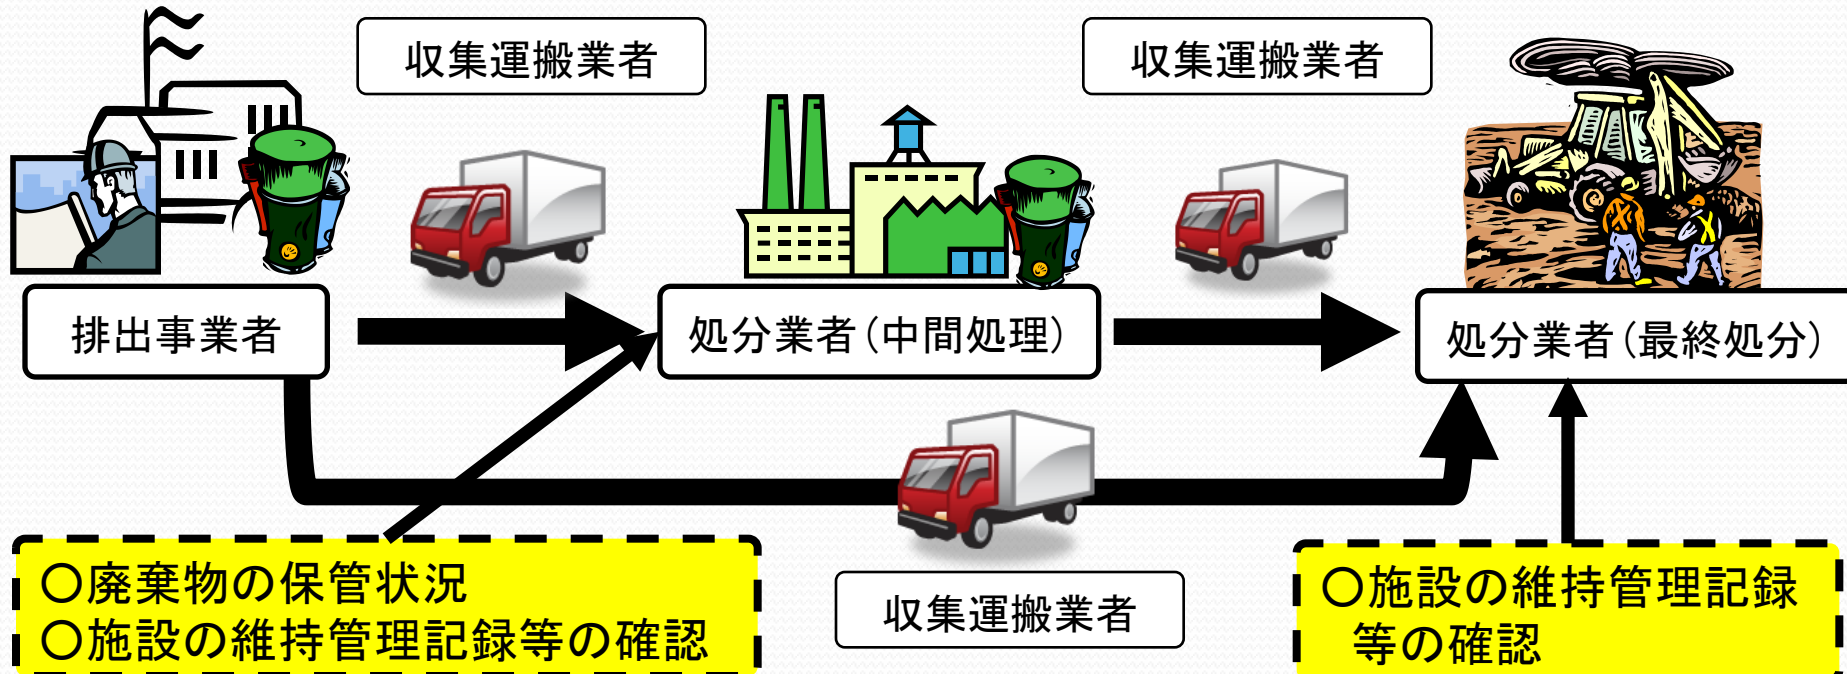 収集運搬業者
収集運搬業者
排出事業者
処分業者(中間処理)
処分業者(最終処分)
収集運搬業者
〇廃棄物の保管状況
〇施設の維持管理記録等の確認
〇施設の維持管理記録
等の確認